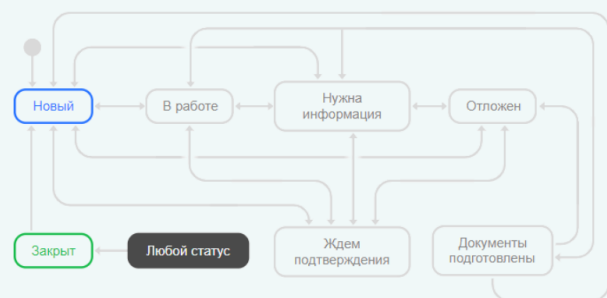 Новый
В работе
Нужна
информация
Отложен
Закрыт
Любой статус
Ждем
подтверждения
Документы
подготовлены